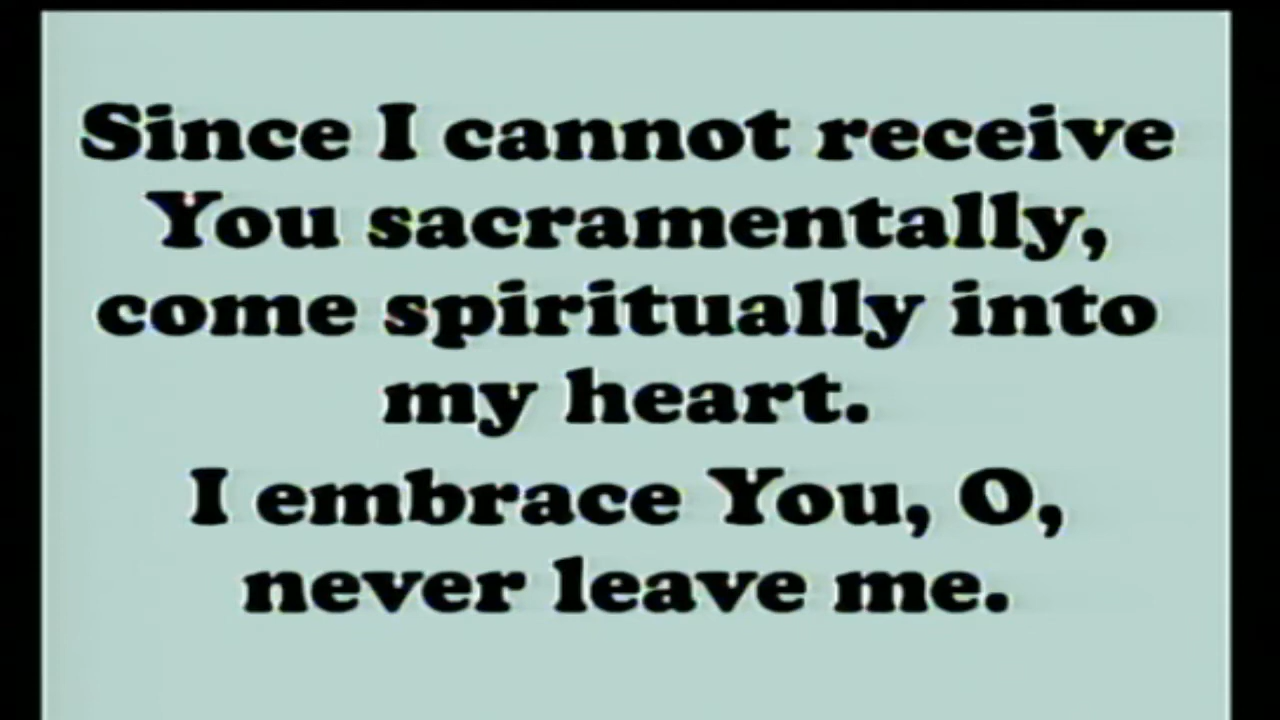 Since I cannot receive
You sacramentally,
come spiritually into
my heart.
I embrace You, O,
never leave me.